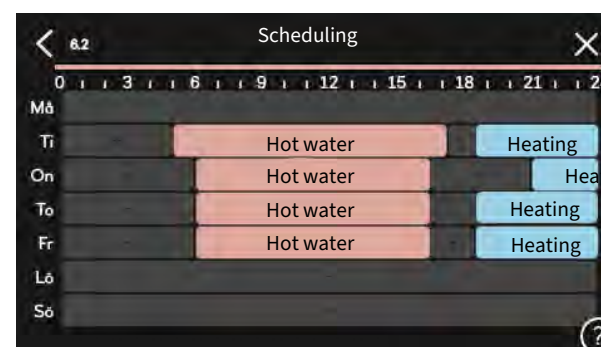 6.2 Scheduling
0 3 6 9 12 15 18 21 2
Må
Ti Hot water Heating
On Hot water Hea
To Hot water Heating
Fr Hot water Heating
Lö
Sö
?